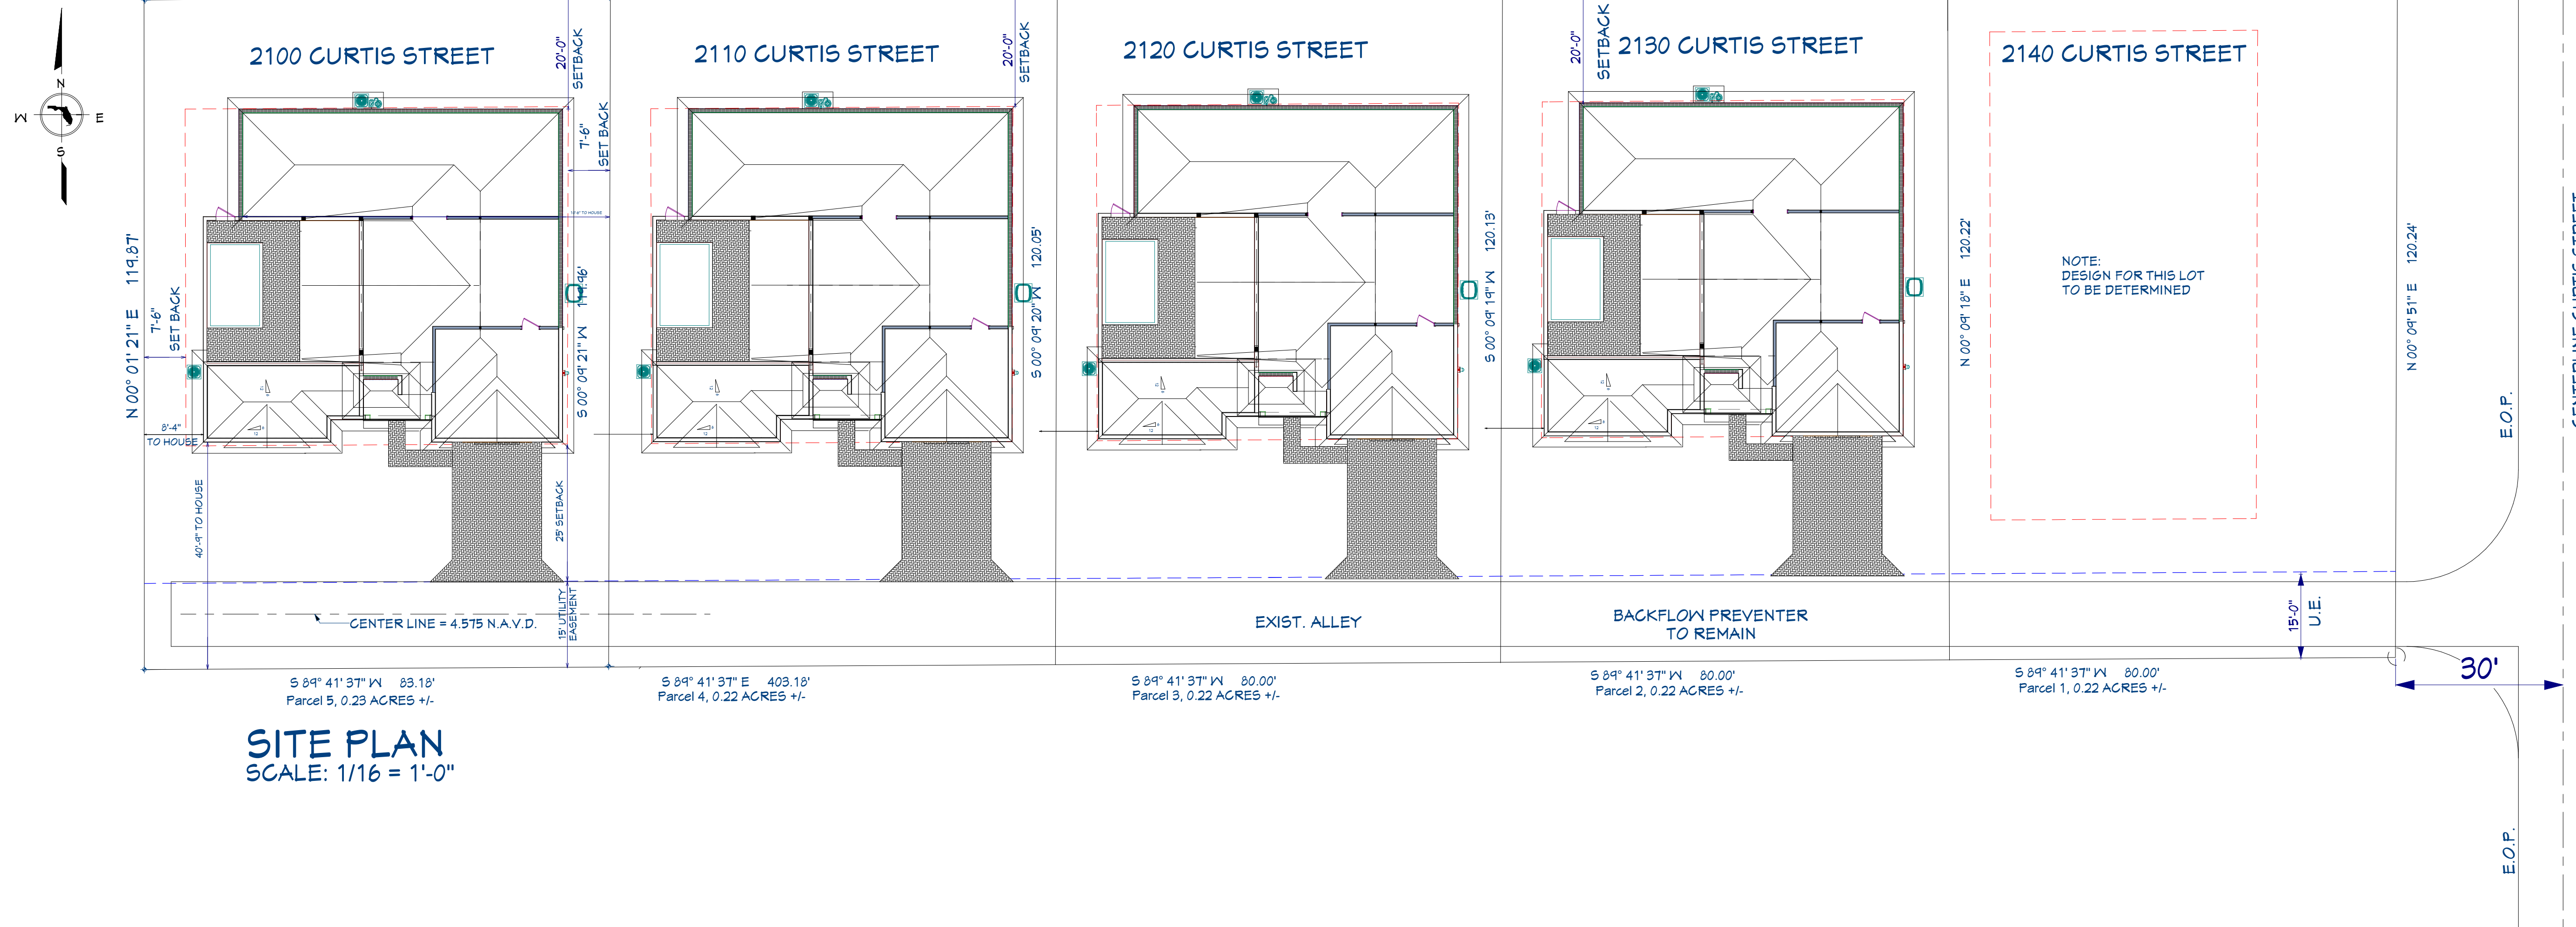 2100 CURTIS STREET
2110 CURTIS STREET
2120 CURTIS STREET
2130 CURTIS STREET
2140 CURTIS STREET
20'-0"
SETBACK
20'-0"
SETBACK
20'-0"
SETBACK
N
W
E
S
7'-6"
SET BACK
N 00° 01' 21" E 119.87'
7'-6"
SET BACK
S 00° 09' 21" W 119.96'
S 00° 09' 20" W 120.05'
S 00° 09' 19" W 120.13'
N 00° 09' 18" E 120.22'
N 00° 09' 51" E 120.24'
NOTE:
DESIGN FOR THIS LOT
TO BE DETERMINED
CENTERLINE CURTIS STREET
E.O.P.
8'-4"
TO HOUSE
40'-9" TO HOUSE
25' SETBACK
15' UTILITY
EASEMENT
CENTER LINE = 4.575 N.A.V.D.
EXIST. ALLEY
BACKFLOW PREVENTER
TO REMAIN
15'-0"
U.E.
30'
S 89° 41' 37" W 83.18'
Parcel 5, 0.23 ACRES +/-
S 89° 41' 37" E 403.18'
Parcel 4, 0.22 ACRES +/-
S 89° 41' 37" W 80.00'
Parcel 3, 0.22 ACRES +/-
S 89° 41' 37" W 80.00'
Parcel 2, 0.22 ACRES +/-
S 89° 41' 37" W 80.00'
Parcel 1, 0.22 ACRES +/-
SITE PLAN
SCALE: 1/16 = 1'-0"
E.O.P.